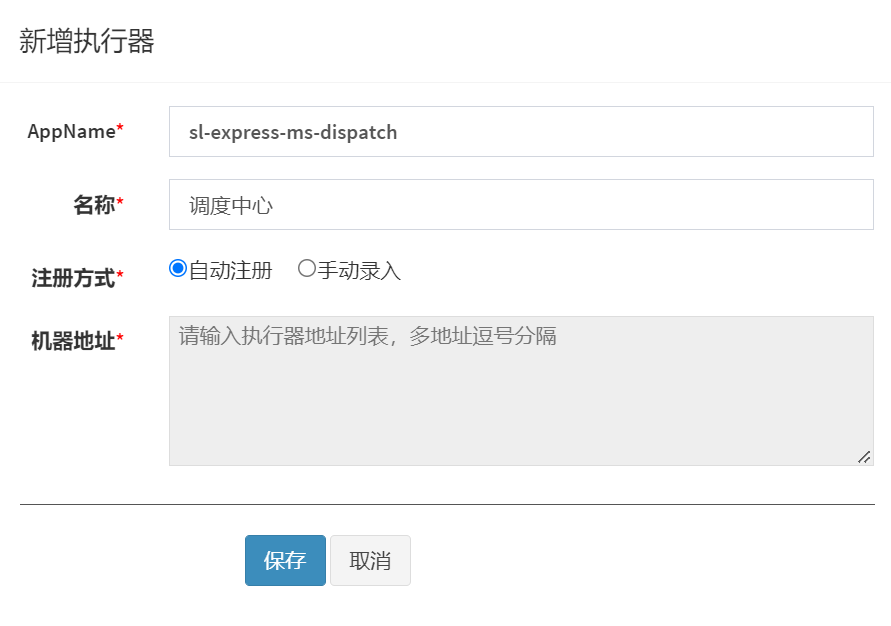 新增执行器
AppName*
sl-express-ms-dispatch
名称*
调度中心
注册方式*
自动注册 手动录入
机器地址*
请输入执行器地址列表，多地址逗号分隔
保存 取消